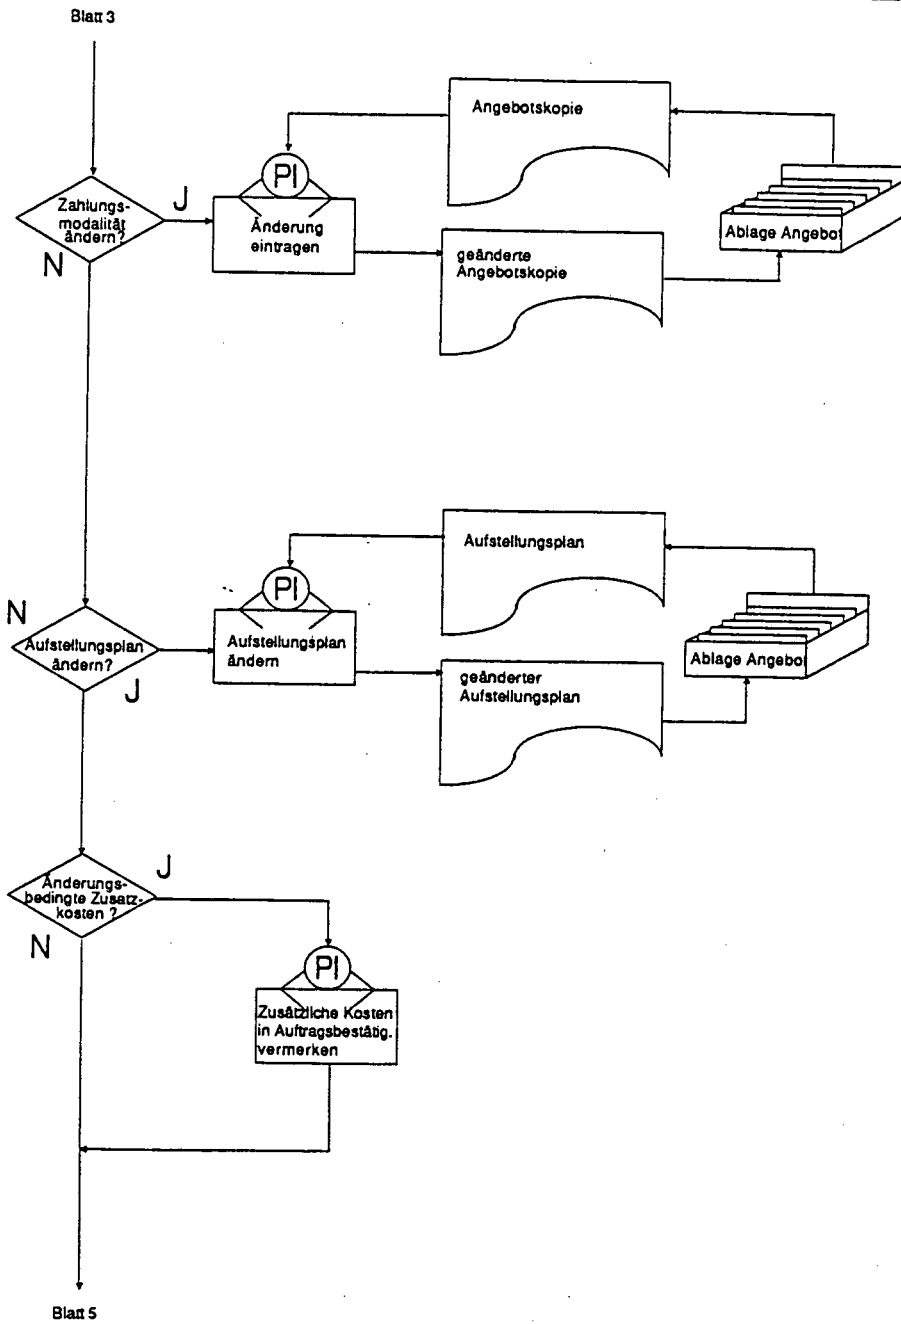 Blatt 3
Zahlungs-
modalität
ändern?
J
N
PI
Änderung
eintragen
Angebotskopie
geänderte
Angebotskopie
Ablage Angebot
N
Aufstellungsplan
ändern?
J
PI
Aufstellungsplan
ändern
Aufstellungsplan
geänderter
Aufstellungsplan
Ablage Angebot
Änderungs-
bedingte Zusatz-
kosten ?
J
N
PI
Zusätzliche Kosten
in Auftragsbestätig.
vermerken
Blatt 5